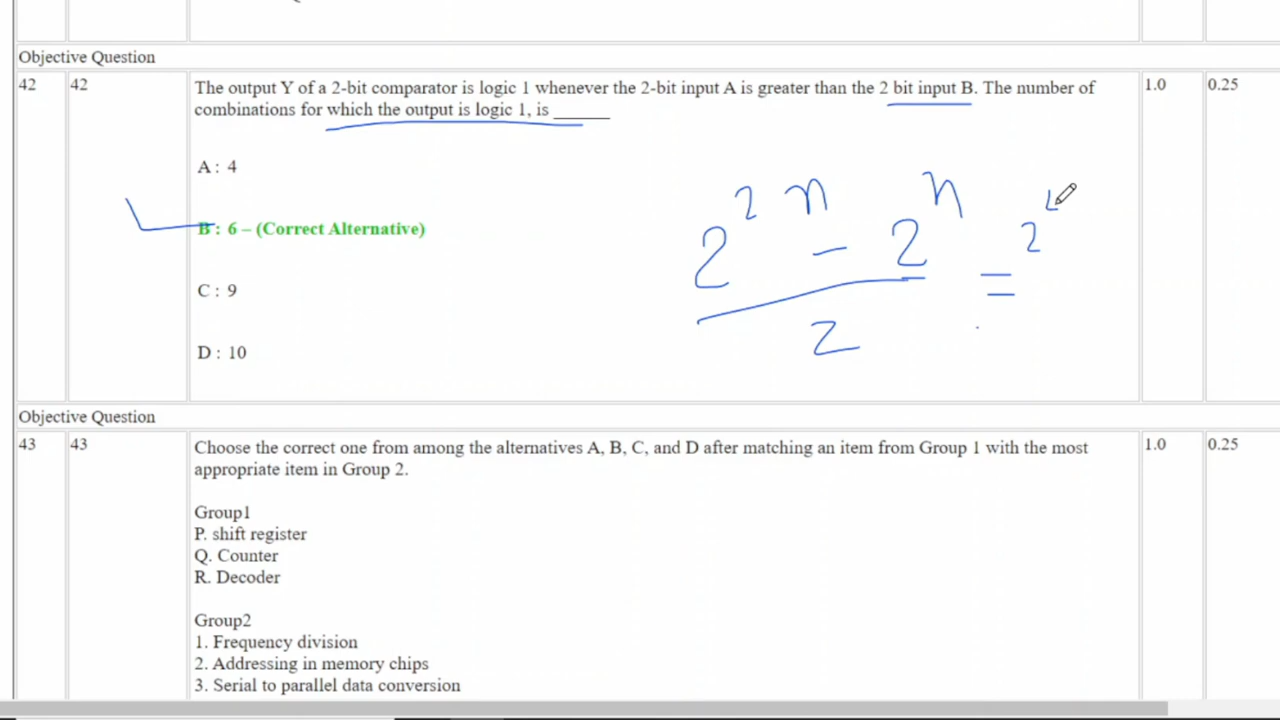 Objective Question
42 42 The output Y of a 2-bit comparator is logic 1 whenever the 2-bit input A is greater than the 2 bit input B. The number of 1.0 0.25
combinations for which the output is logic 1, is ______
A : 4
B : 6 – (Correct Alternative)
C : 9
D : 10
2^2n - 2^n = 2^4
2
Objective Question
43 43 Choose the correct one from among the alternatives A, B, C, and D after matching an item from Group 1 with the most 1.0 0.25
appropriate item in Group 2.
Group1
P. shift register
Q. Counter
R. Decoder
Group2
1. Frequency division
2. Addressing in memory chips
3. Serial to parallel data conversion